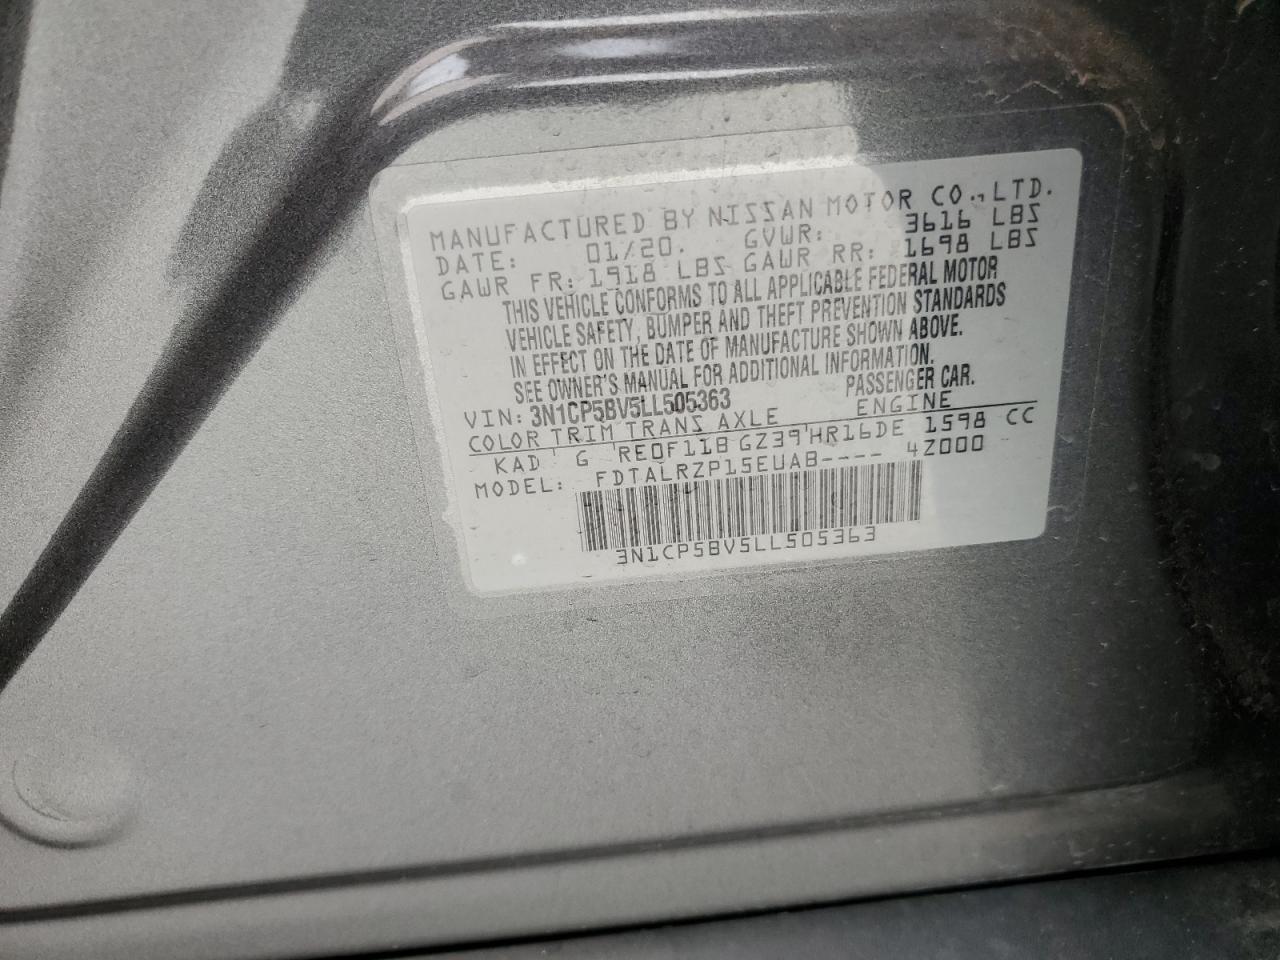 MANUFACTURED BY NISSAN MOTOR CO., LTD.
DATE: 01/20. GVWR: 3616 LBS
GAWR FR: 1918 LBS GAWR RR: 1698 LBS
THIS VEHICLE CONFORMS TO ALL APPLICABLE FEDERAL MOTOR
VEHICLE SAFETY, BUMPER AND THEFT PREVENTION STANDARDS
IN EFFECT ON THE DATE OF MANUFACTURE SHOWN ABOVE.
SEE OWNER'S MANUAL FOR ADDITIONAL INFORMATION.
VIN: 3N1CP5BV5LL505363 PASSENGER CAR.
COLOR TRIM TRANS AXLE ENGINE
KAD G RE0F11B GZ39 HR16DE 1598 CC
MODEL: FDTALRZP15EUAB---- 4Z000
3N1CP5BV5LL505363